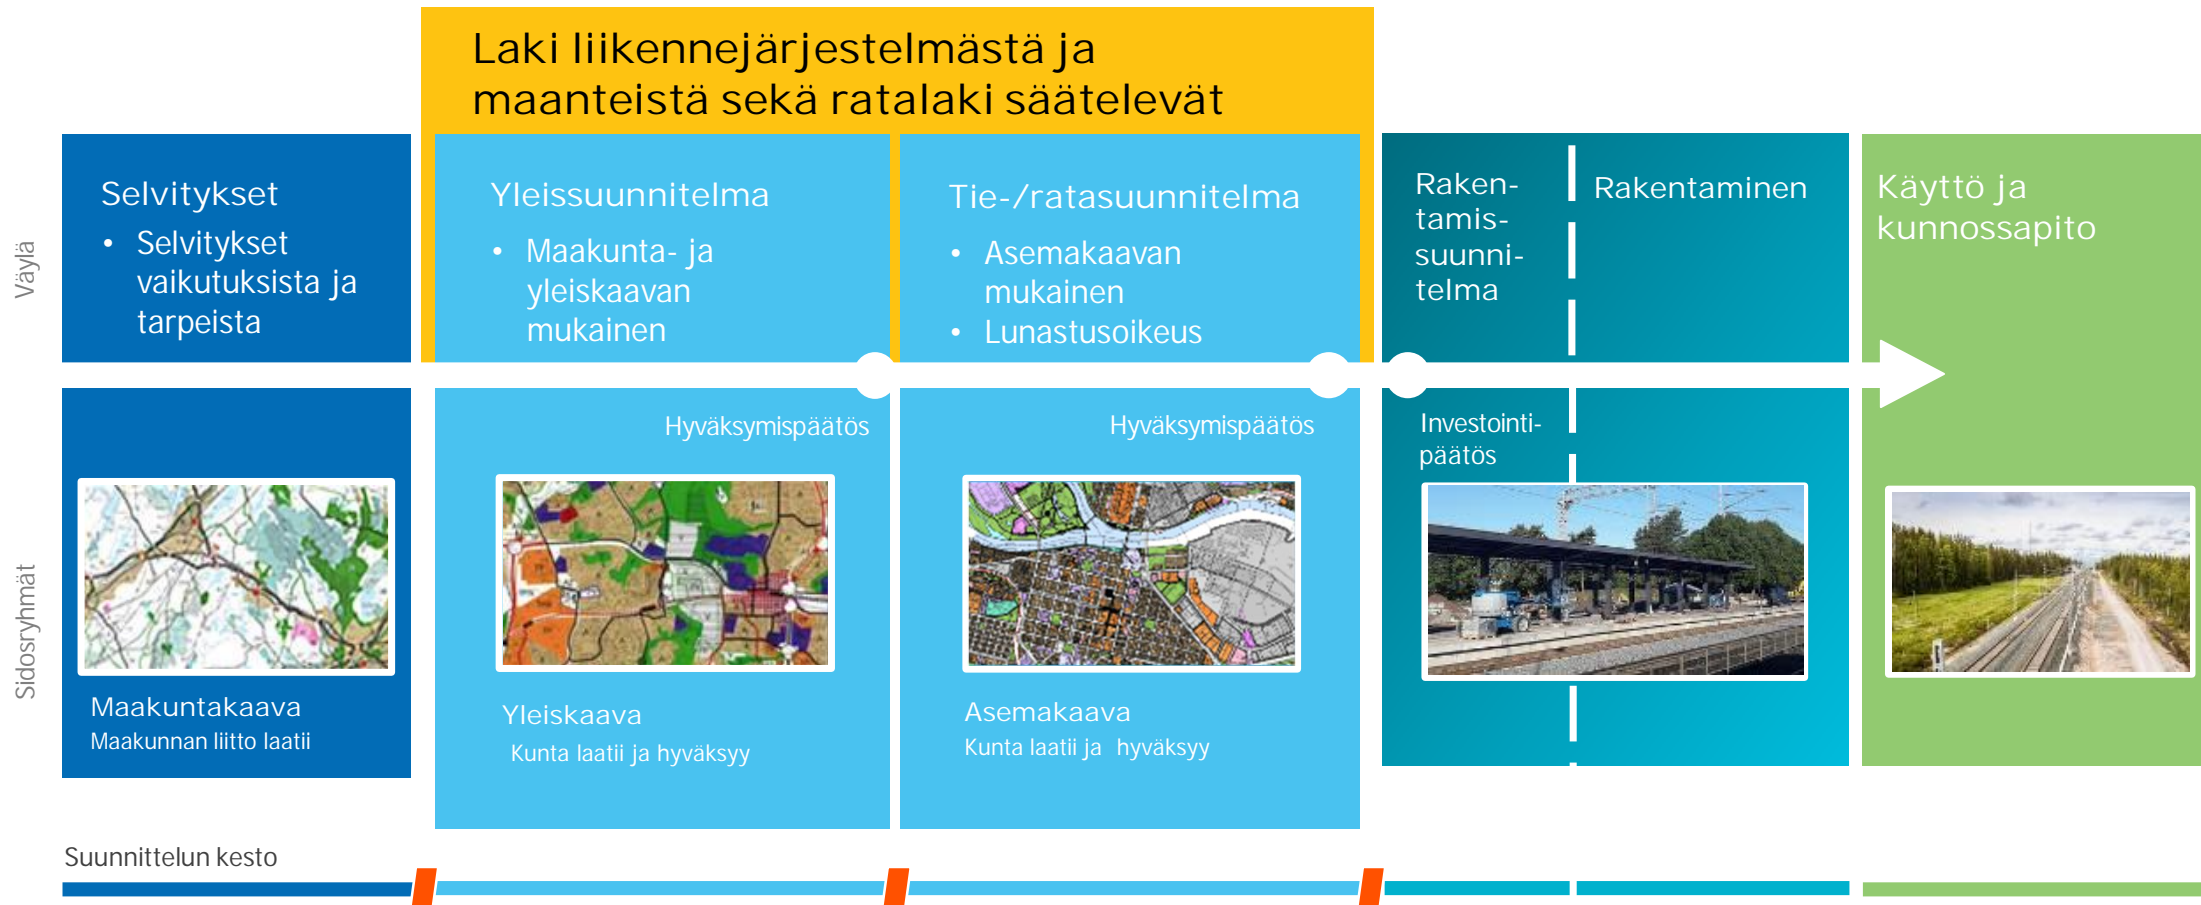 Laki liikennejärjestelmästä ja
maanteistä sekä ratalaki säätelevät
Väylä
Selvitykset
• Selvitykset
vaikutuksista ja
tarpeista
Yleissuunnitelma
• Maakunta- ja
yleiskaavan
mukainen
Tie-/ratasuunnitelma
• Asemakaavan
mukainen
• Lunastusoikeus
Raken-
tamis-
suunni-
telma
Rakentaminen
Käyttö ja
kunnossapito
Sidosryhmät
Maakuntakaava
Maakunnan liitto laatii
Hyväksymispäätös
Yleiskaava
Kunta laatii ja hyväksyy
Hyväksymispäätös
Asemakaava
Kunta laatii ja hyväksyy
Investointi-
päätös
Suunnittelun kesto